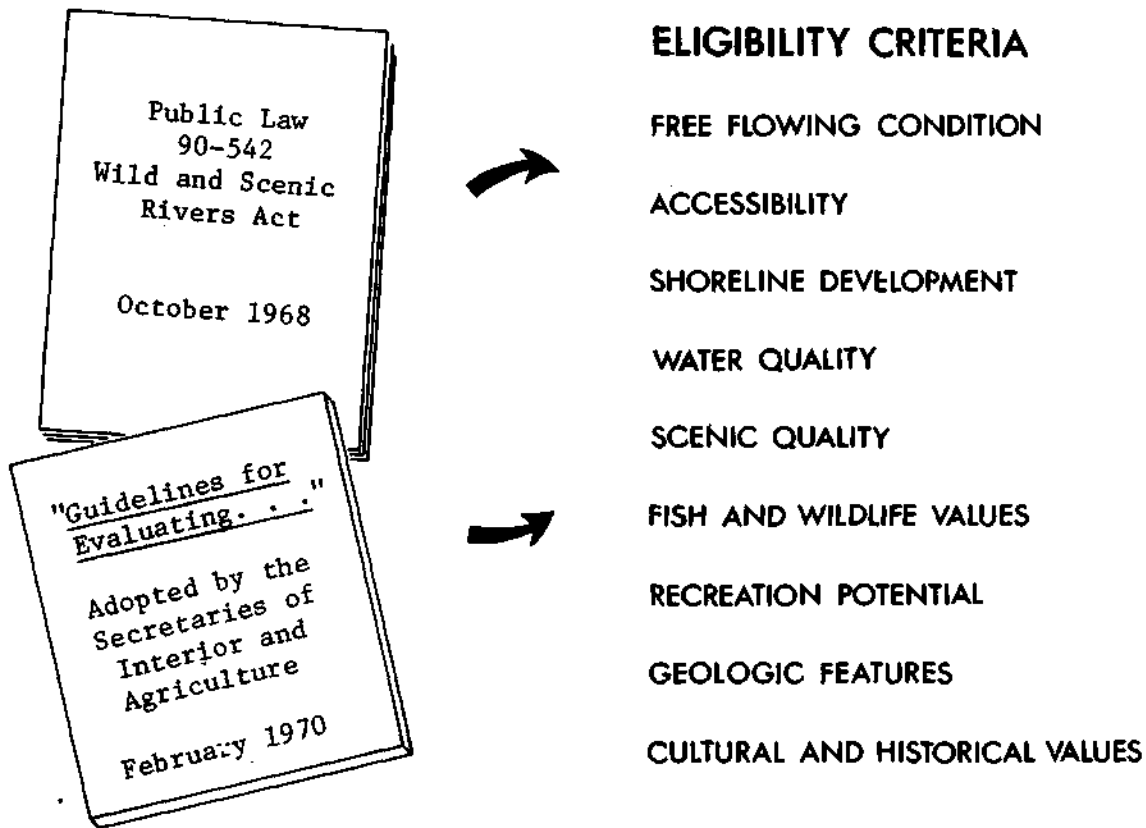 Public Law
90-542
Wild and Scenic
Rivers Act
October 1968
"Guidelines for
Evaluating. . ."
Adopted by the
Secretaries of
Interior and
Agriculture
February 1970
ELIGIBILITY CRITERIA
FREE FLOWING CONDITION
ACCESSIBILITY
SHORELINE DEVELOPMENT
WATER QUALITY
SCENIC QUALITY
FISH AND WILDLIFE VALUES
RECREATION POTENTIAL
GEOLOGIC FEATURES
CULTURAL AND HISTORICAL VALUES